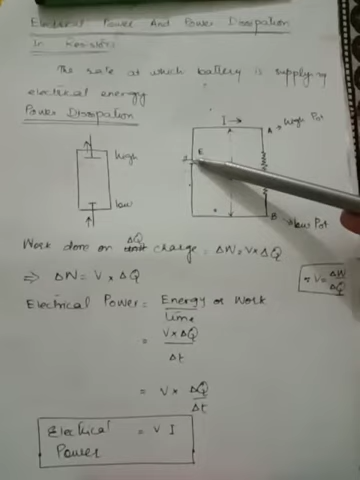 Electrical Power And Power Dissipation
In Resistors
The rate at which battery is supplying
electrical energy
Power Dissipation
I →
A → High Pot
high
E
low
B → low Pot
Work done on ΔQ charge = ΔW = V × ΔQ
⇒ ΔW = V × ΔQ
∵ V = ΔW/ΔQ
Electrical Power = Energy or Work
Time
= V × ΔQ
Δt
= V × ΔQ
Δt
Electrical = V I
Power